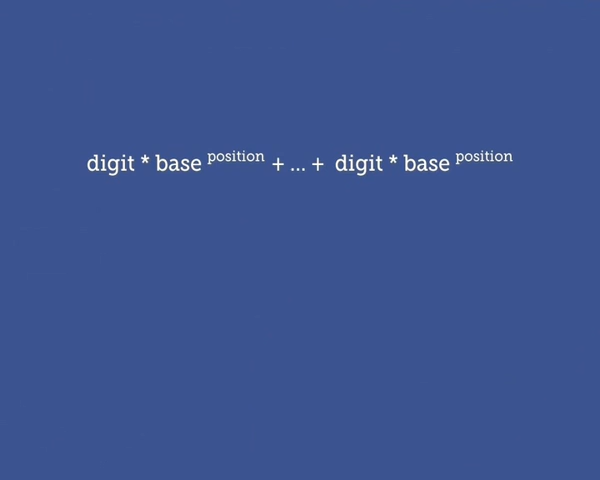 digit * base position + ... + digit * base position